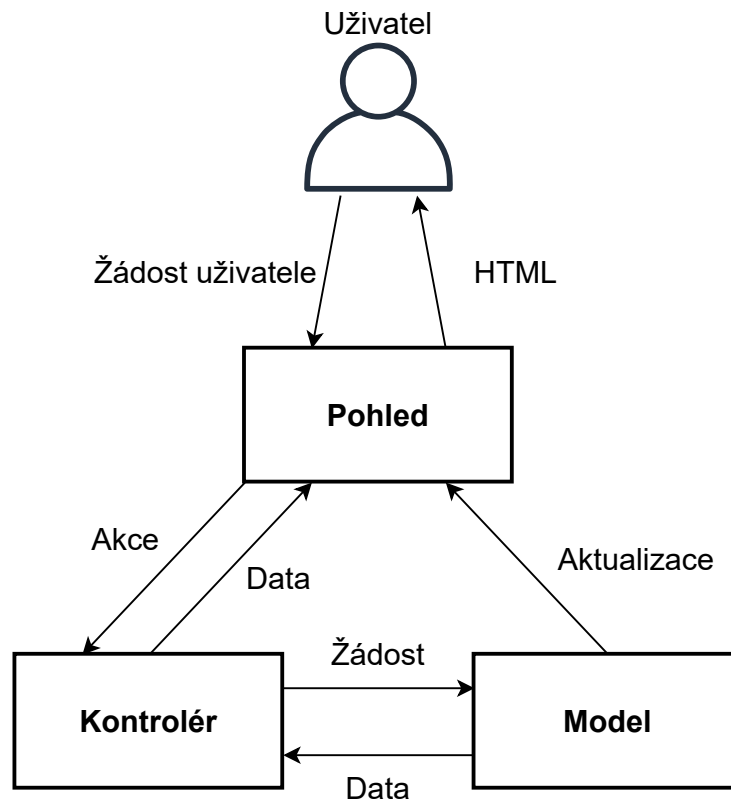 Uživatel
Žádost uživatele
HTML
Pohled
Akce
Data
Aktualizace
Žádost
Kontrolér
Model
Data